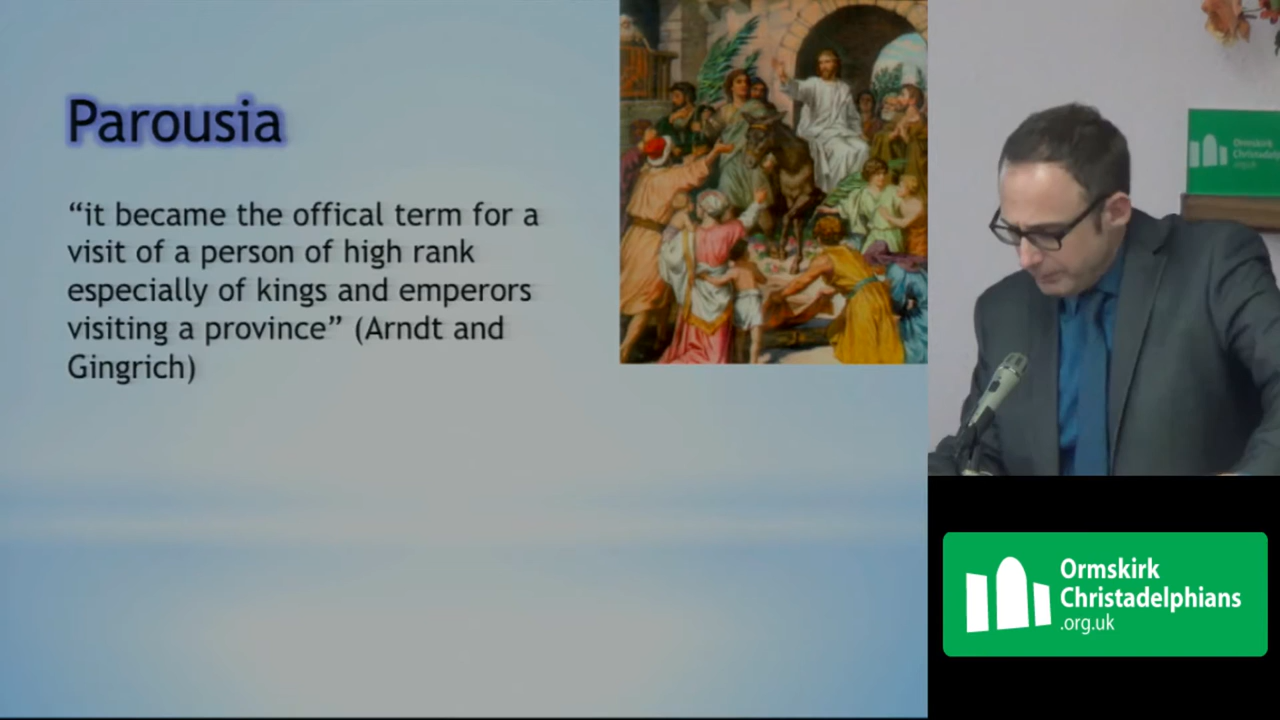 Parousia
“it became the offical term for a
visit of a person of high rank
especially of kings and emperors
visiting a province” (Arndt and
Gingrich)
Ormskirk
Ormskirk
Christadelphians
.org.uk